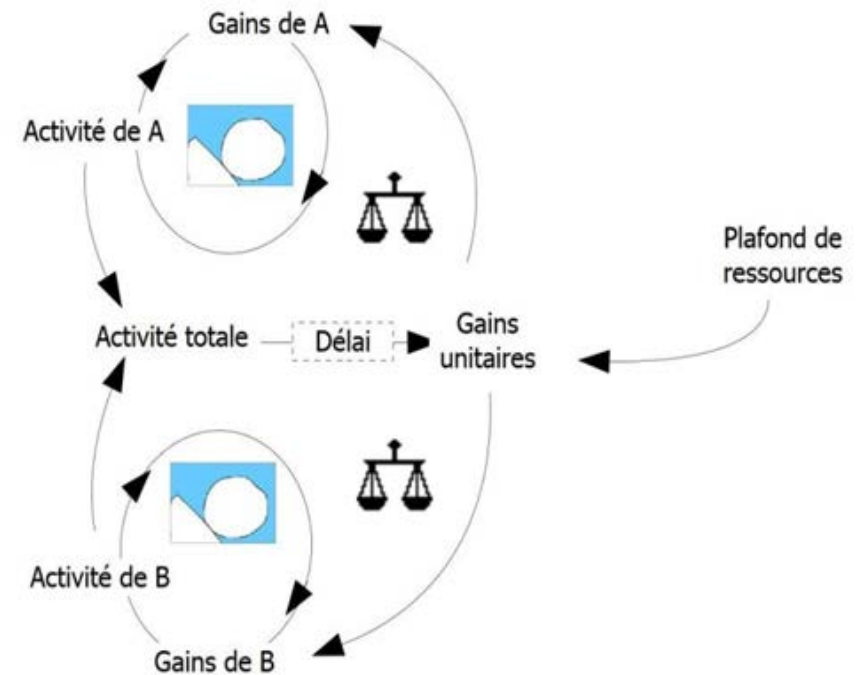 Gains de A
Activité de A
Plafond de
ressources
Activité totale
Délai
Gains
unitaires
Activité de B
Gains de B